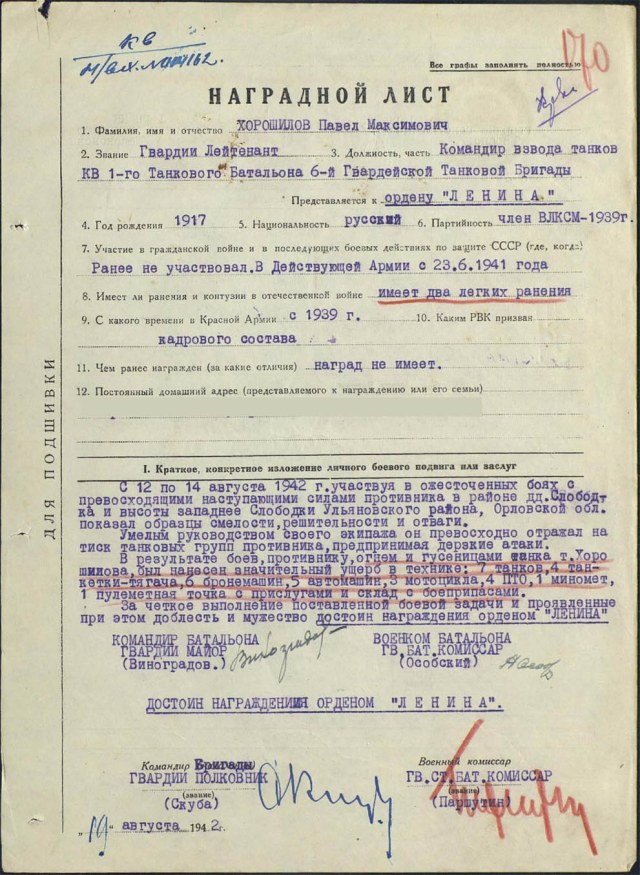 КВ
Все графы заполнять полностью
170
НАГРАДНОЙ ЛИСТ
1. Фамилия, имя и отчество ХОРОШИЛОВ Павел Максимович
2. Звание Гвардии Лейтенант 3. Должность, часть Командир взвода танков
КВ 1-го Танкового Батальона 6-й Гвардейской Танковой Бригады
Представляется к ордену "ЛЕНИНА"
4. Год рождения 1917 5. Национальность русский 6. Партийность член ВЛКСМ-1939г.
7. Участие в гражданской войне и в последующих боевых действиях по защите СССР (где, когда)
Ранее не участвовал.В Действующей Армии с 23.6.1941 года
8. Имеет ли ранения и контузии в отечественной войне имеет два легких ранения
9. С какого времени в Красной Армии с 1939 г. 10. Каким РВК призван
кадрового состава
11. Чем ранее награжден (за какие отличия) наград не имеет.
12. Постоянный домашний адрес (представляемого к награждению или его семьи)
ДЛЯ ПОДШИВКИ
I. Краткое, конкретное изложение личного боевого подвига или заслуг
С 12 по 14 августа 1942 г.участвуя в ожесточенных боях с
превосходящими наступающими силами противника в районе дд.Слободт
ка и высоты западнее Слободки Ульяновского района, Орловской обл.
показал образцы смелости,решительности и отваги.
Умелым руководством своего экипажа он превосходно отражал на
тиск танковых групп противника,предпринимая дерзкие атаки.
В результате боев,противнику,огнем и гусеницами танка т.Хоро
шилова,был нанесен значительный ущерб в технике: 7 танков,4 тан-
кетки-тягача,6 бронемашин,5 автомашин,3 мотоцикла,4 ПТО,1 миномет,
1 пулеметная точка с прислугами и склад с боеприпасами.
За четкое выполнение поставленной боевой задачи и проявленные
при этом доблесть и мужество достоин награждения орденом "ЛЕНИНА"
КОМАНДИР БАТАЛЬОНА ВОЕНКОМ БАТАЛЬОНА
ГВАРДИИ МАЙОР ГВ.БАТ.КОМИССАР
(Виноградов.) (Особский)
ДОСТОИН НАГРАЖДЕНИЯ ОРДЕНОМ "ЛЕНИНА".
Командир Бригады Военный комиссар
ГВАРДИИ ПОЛКОВНИК ГВ.СТ.БАТ.КОМИССАР
(звание) (звание)
(Скуба) (Паршутин)
"19" августа 1942г.